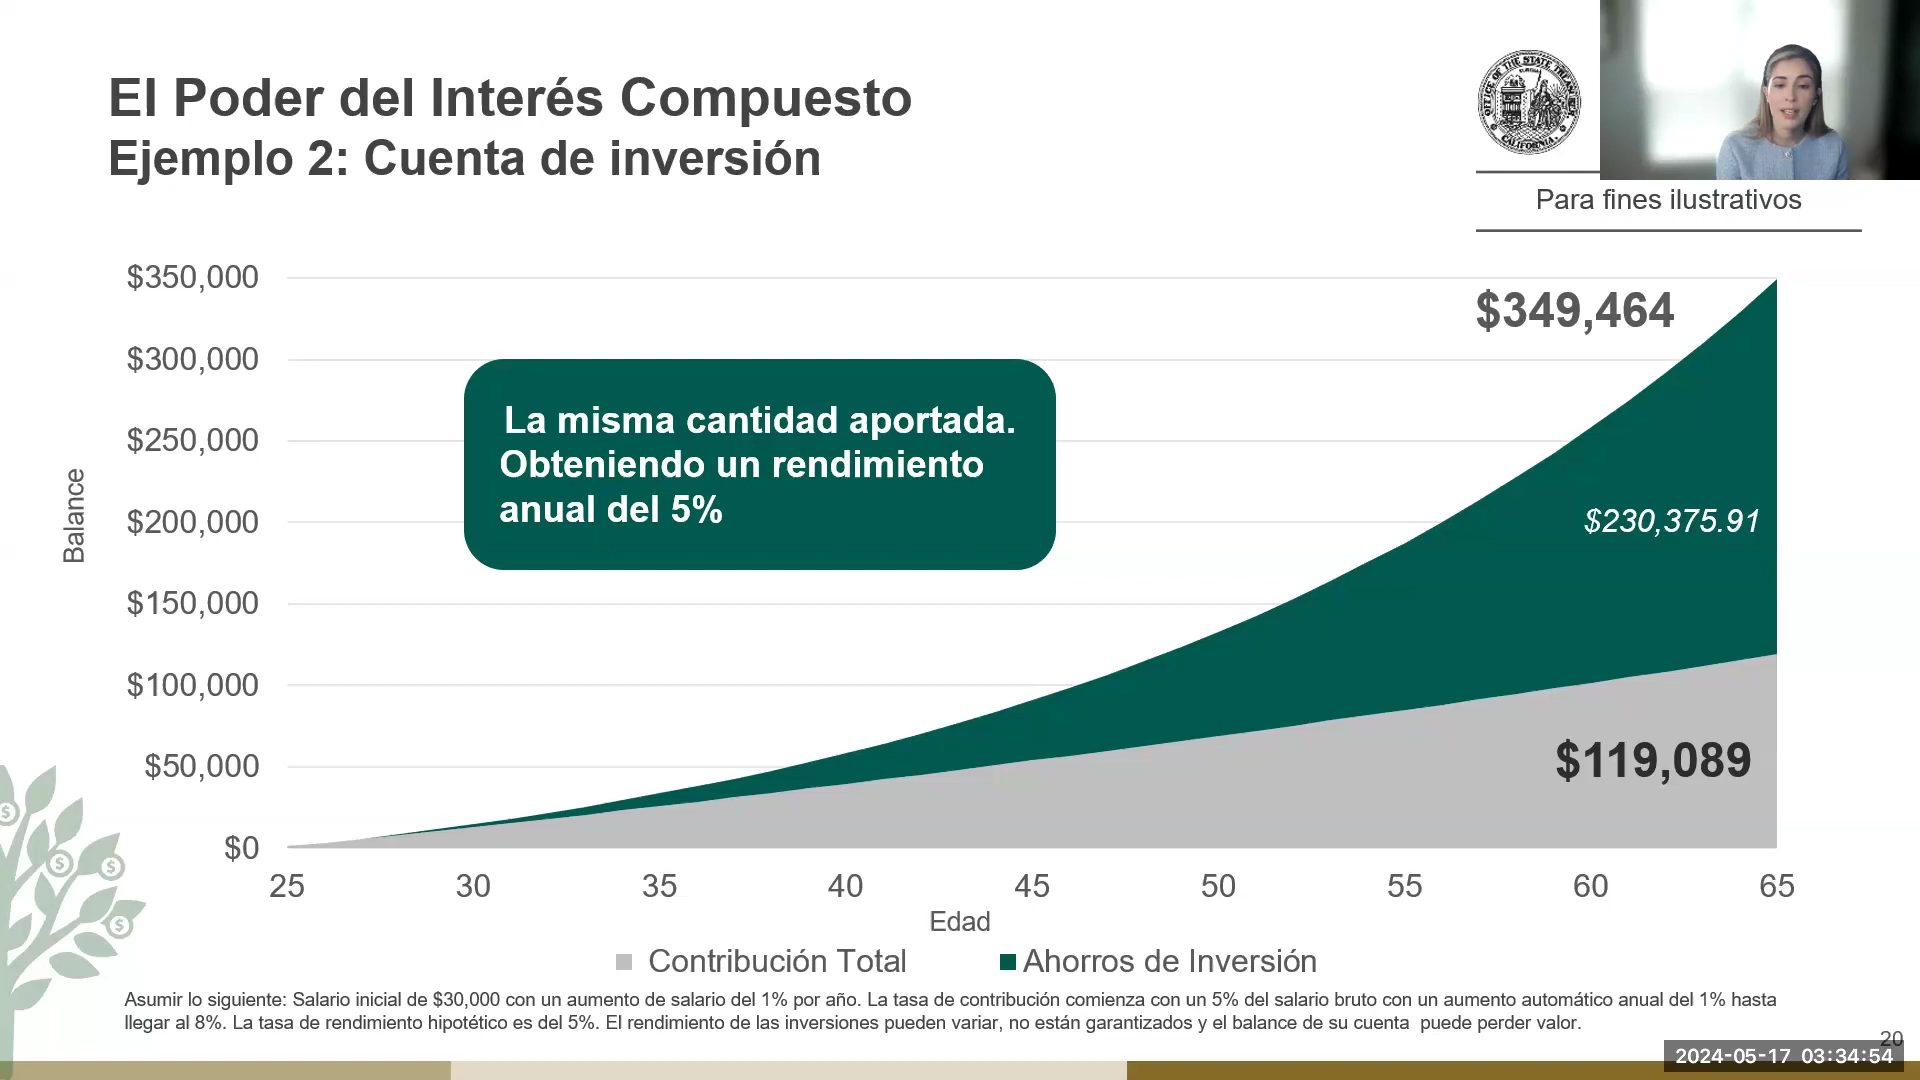 El Poder del Interés Compuesto
Ejemplo 2: Cuenta de inversión
OFFICE OF THE STATE TREASURER
CALIFORNIA
Para fines ilustrativos
$350,000
$300,000
$250,000
$200,000
$150,000
$100,000
$50,000
$0
Balance
La misma cantidad aportada.
Obteniendo un rendimiento
anual del 5%
$349,464
$230,375.91
$119,089
25 30 35 40 45 50 55 60 65
Edad
Contribución Total Ahorros de Inversión
Asumir lo siguiente: Salario inicial de $30,000 con un aumento de salario del 1% por año. La tasa de contribución comienza con un 5% del salario bruto con un aumento automático anual del 1% hasta
llegar al 8%. La tasa de rendimiento hipotético es del 5%. El rendimiento de las inversiones pueden variar, no están garantizados y el balance de su cuenta puede perder valor.
20
2024-05-17 03:34:54
$
$
$
$